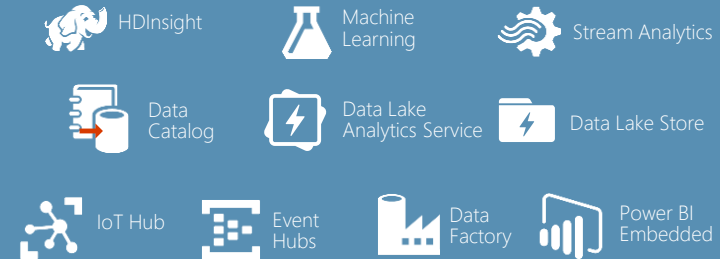 HDInsight
Machine
Learning
Stream Analytics
Data
Catalog
Data Lake
Analytics Service
Data Lake Store
IoT Hub
Event
Hubs
Data
Factory
Power BI
Embedded